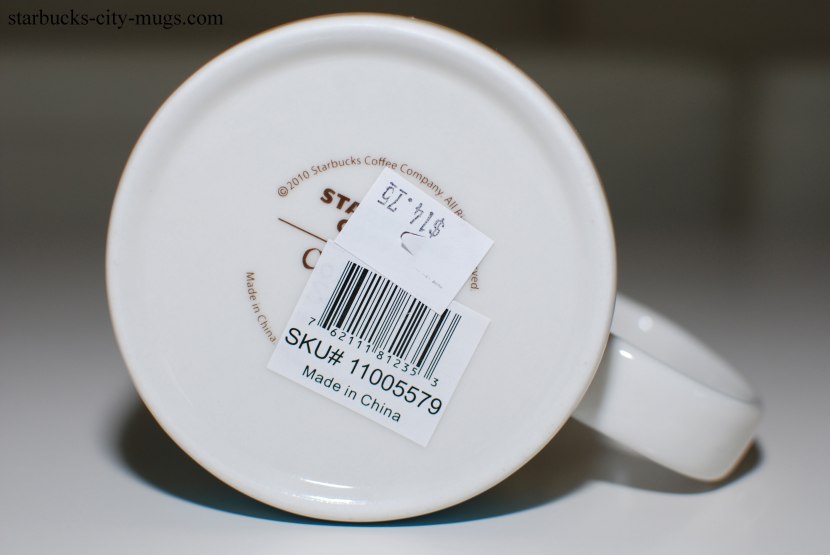 starbucks-city-mugs.com
©2010 Starbucks Coffee Company. All
$14.75
Made in China
7 62111 81235 3
SKU# 11005579
Made in China